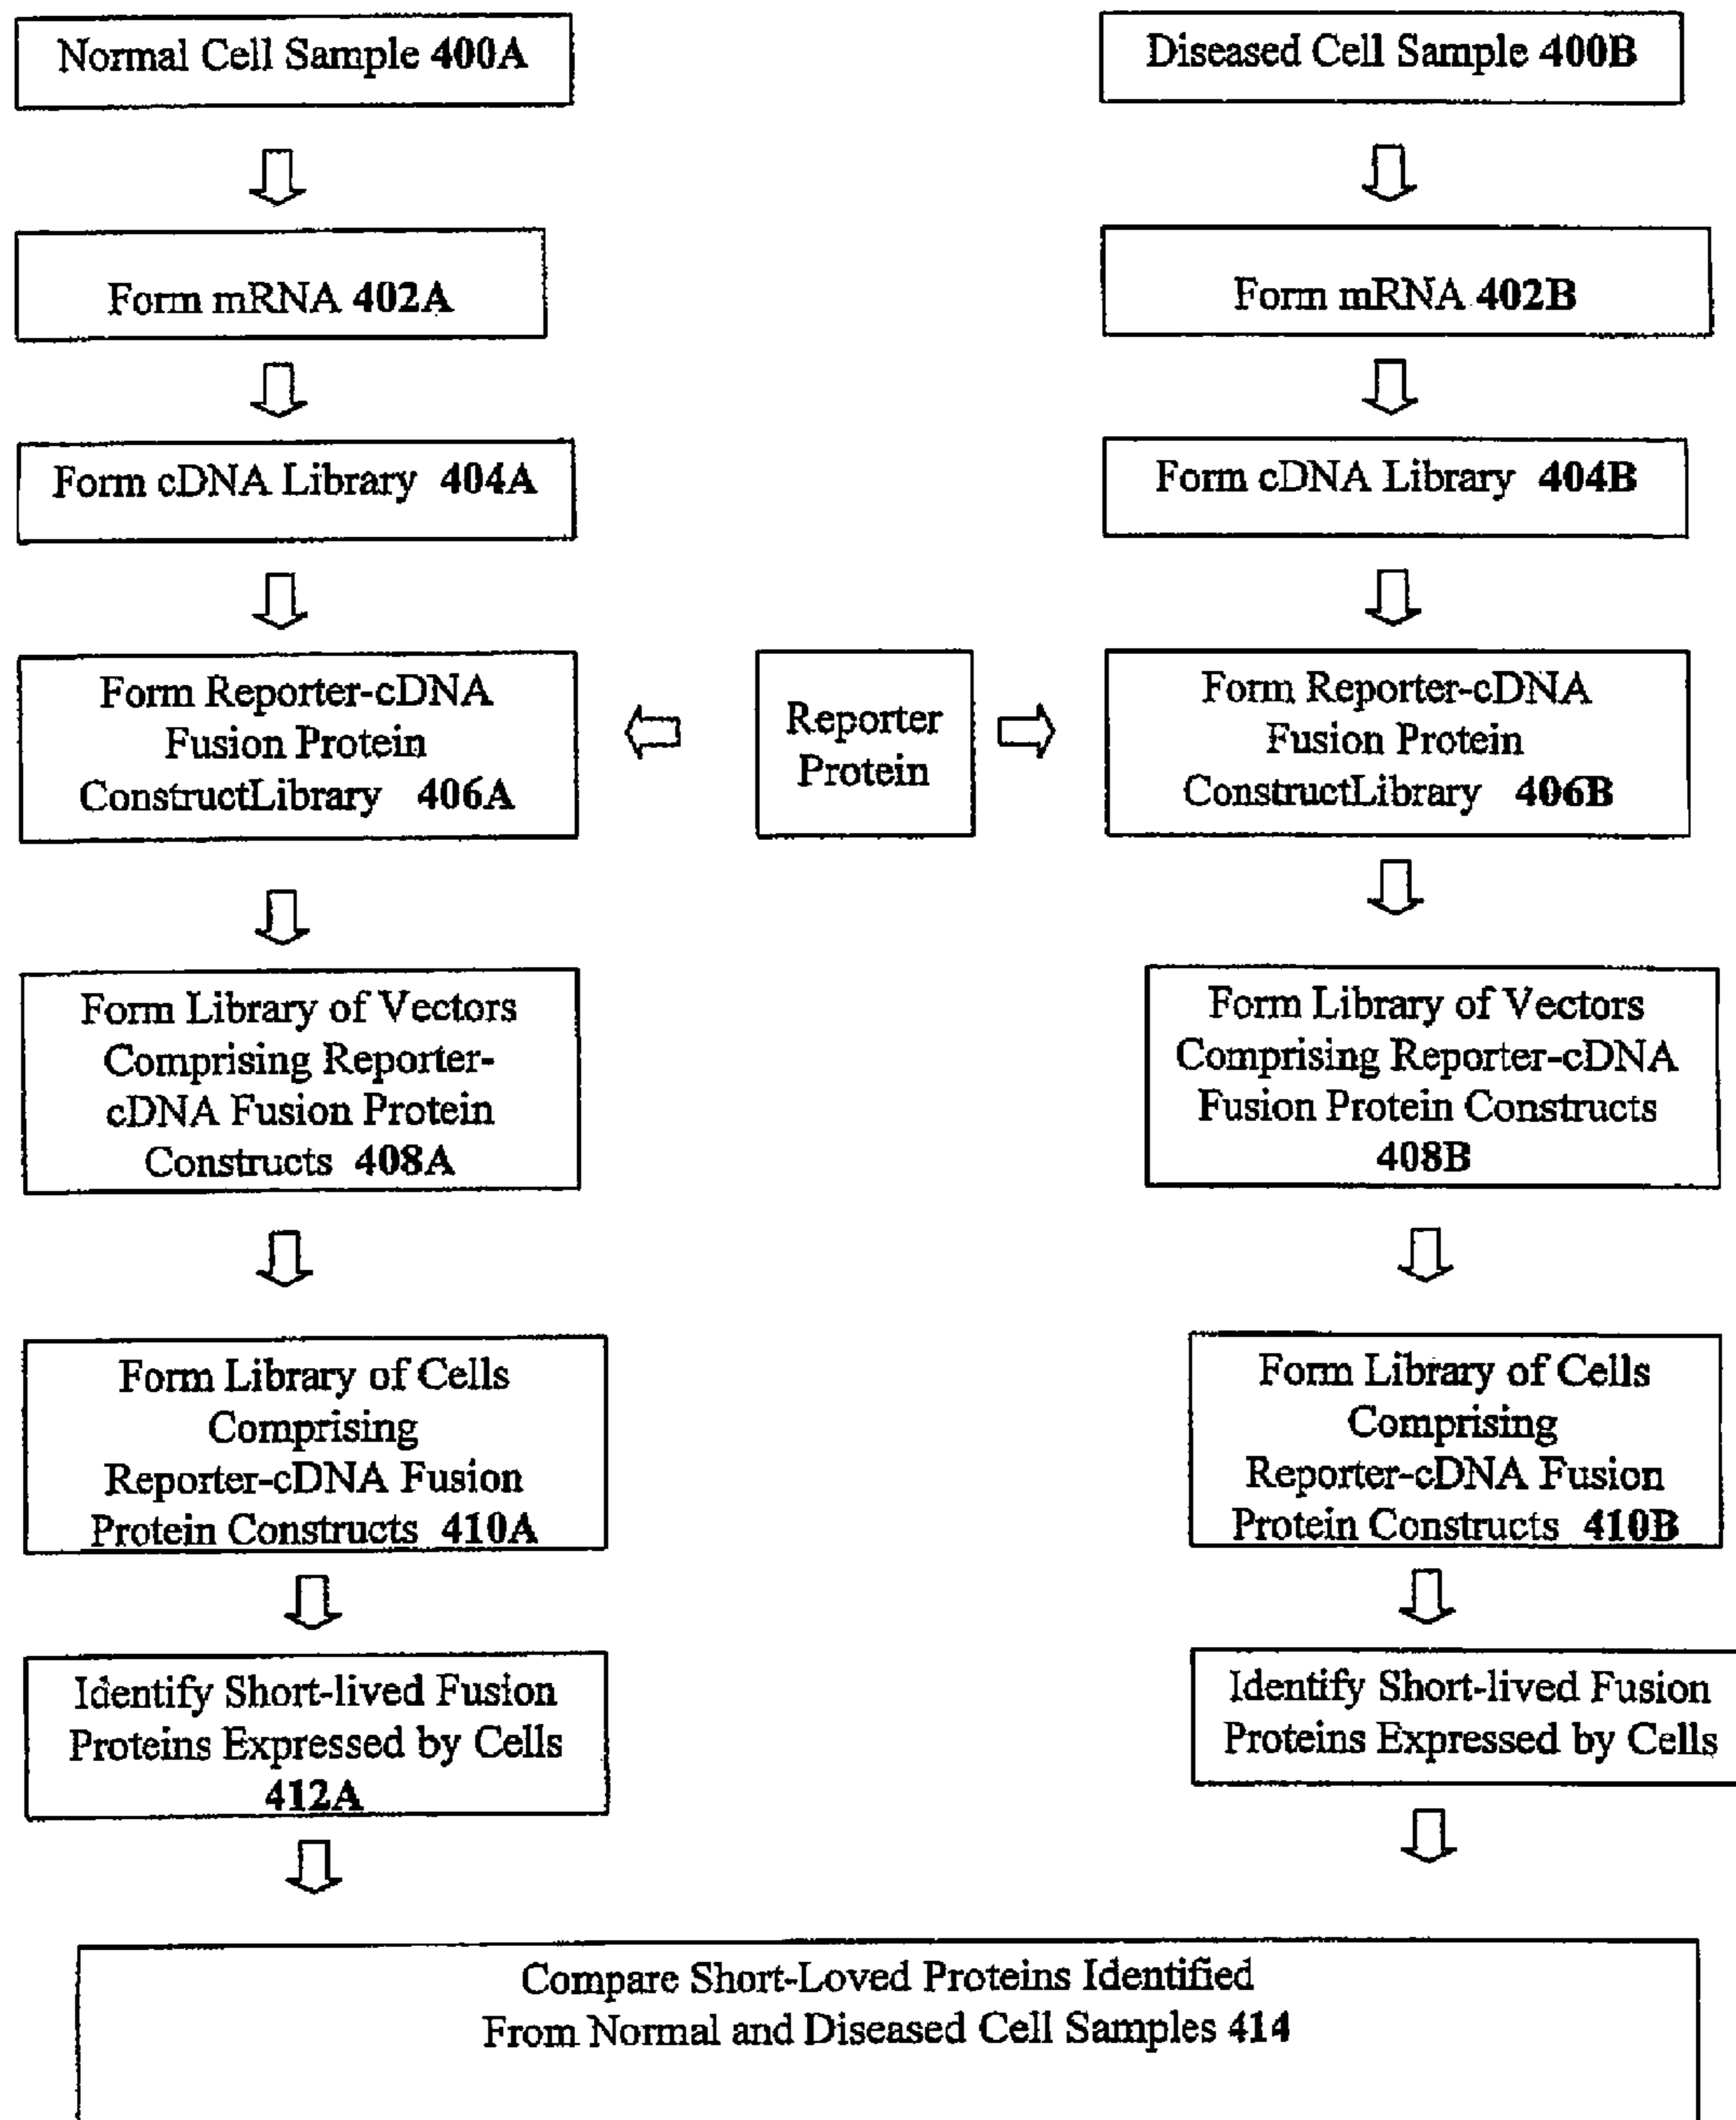 Normal Cell Sample 400A
Diseased Cell Sample 400B
Form mRNA 402A
Form mRNA 402B
Form cDNA Library 404A
Form cDNA Library 404B
Form Reporter-cDNA
Fusion Protein
ConstructLibrary 406A
Reporter
Protein
Form Reporter-cDNA
Fusion Protein
ConstructLibrary 406B
Form Library of Vectors
Comprising Reporter-
cDNA Fusion Protein
Constructs 408A
Form Library of Vectors
Comprising Reporter-cDNA
Fusion Protein Constructs
408B
Form Library of Cells
Comprising
Reporter-cDNA Fusion
Protein Constructs 410A
Form Library of Cells
Comprising
Reporter-cDNA Fusion
Protein Constructs 410B
Identify Short-lived Fusion
Proteins Expressed by Cells
412A
Identify Short-lived Fusion
Proteins Expressed by Cells
Compare Short-Loved Proteins Identified
From Normal and Diseased Cell Samples 414